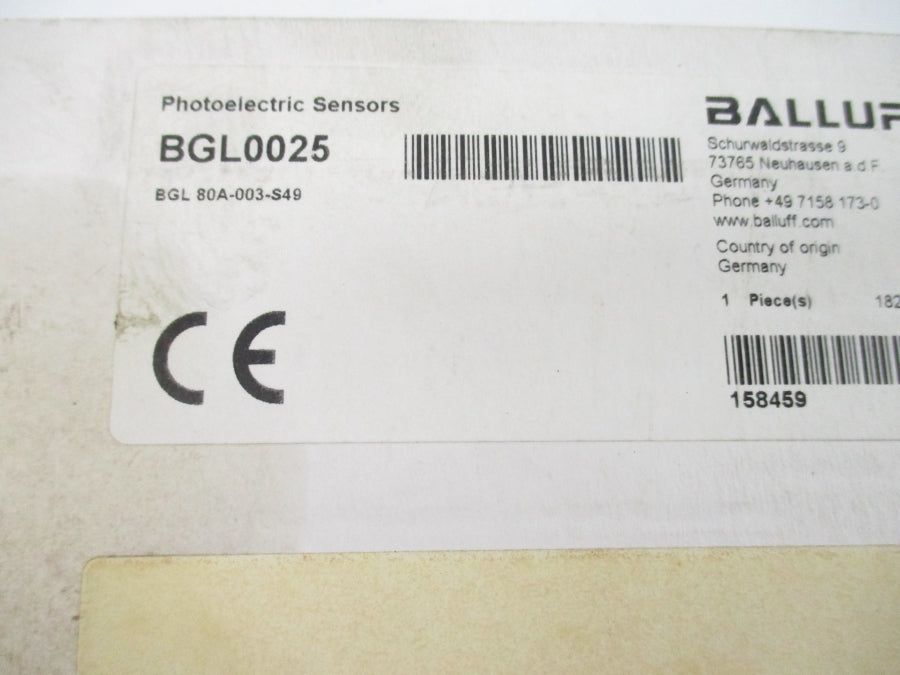 Photoelectric Sensors
BGL0025
BGL 80A-003-S49
BALLUF
Schurwaldstrasse 9
73765 Neuhausen a.d.F.
Germany
Phone +49 7158 173-0
www.balluff.com
Country of origin
Germany
1 Piece(s) 182
158459
CE